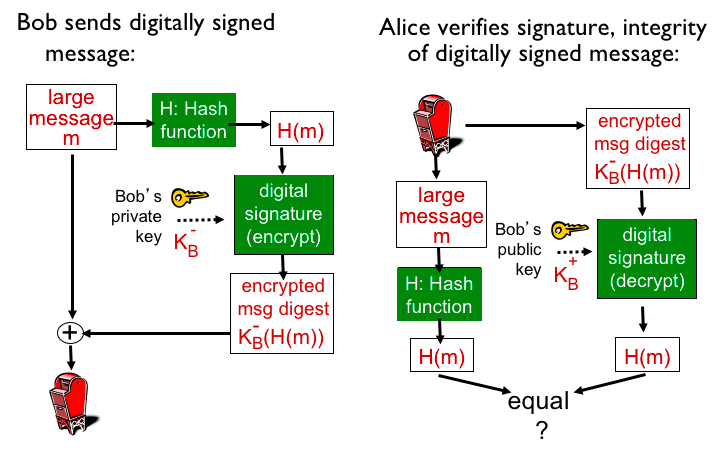 Bob sends digitally signed
message:
large
message
m
H: Hash
function
H(m)
Bob's
private
key
K_B^-
digital
signature
(encrypt)
encrypted
msg digest
K_B^-(H(m))
+
Alice verifies signature, integrity
of digitally signed message:
encrypted
msg digest
K_B^-(H(m))
large
message
m
Bob's
public
key
K_B^+
digital
signature
(decrypt)
H: Hash
function
H(m)
H(m)
equal
?